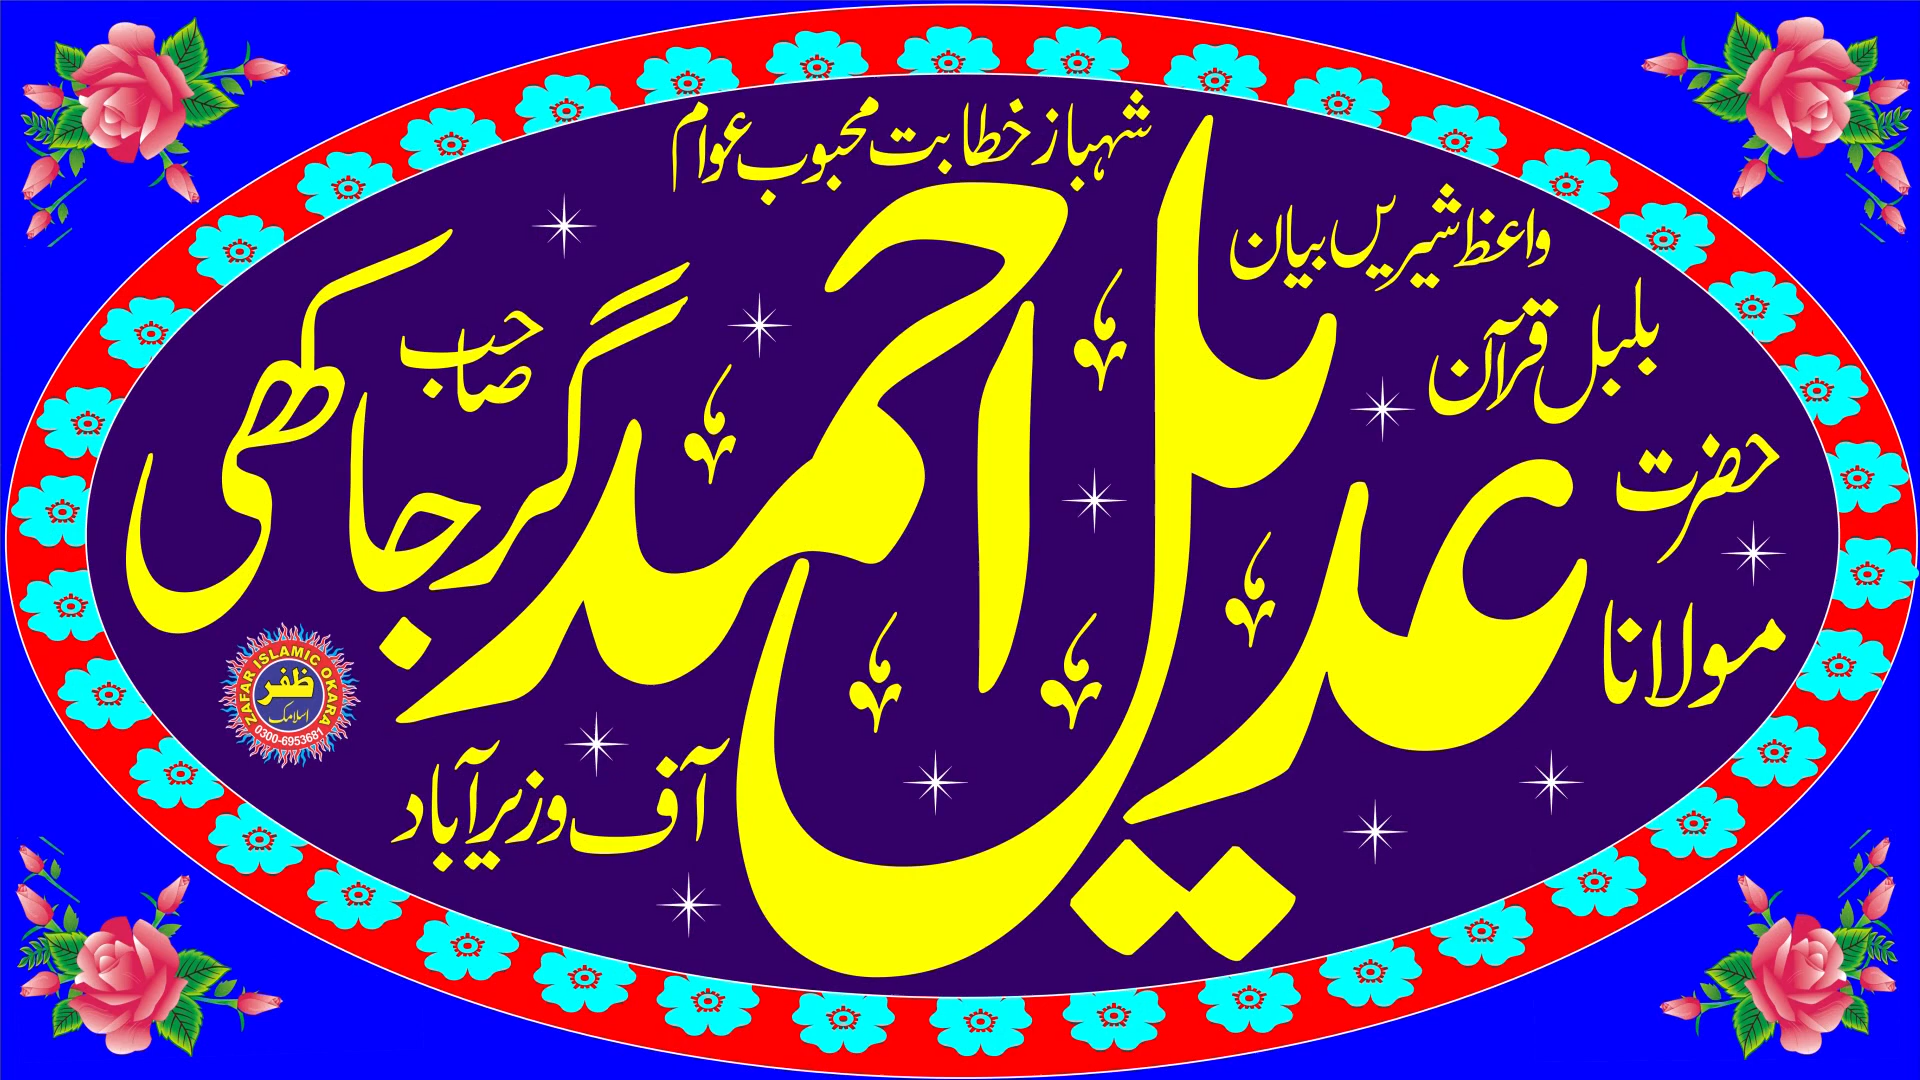 شہباز خطابت محبوب عوام
واعظ شیریں بیان
بلبل قرآن
حضرت
مولانا
عدیل احمد گرجاکھی
صاحب
آف وزیرآباد
ZAFAR ISLAMIC OKARA
ظفر
اسلامک
0300-6953681